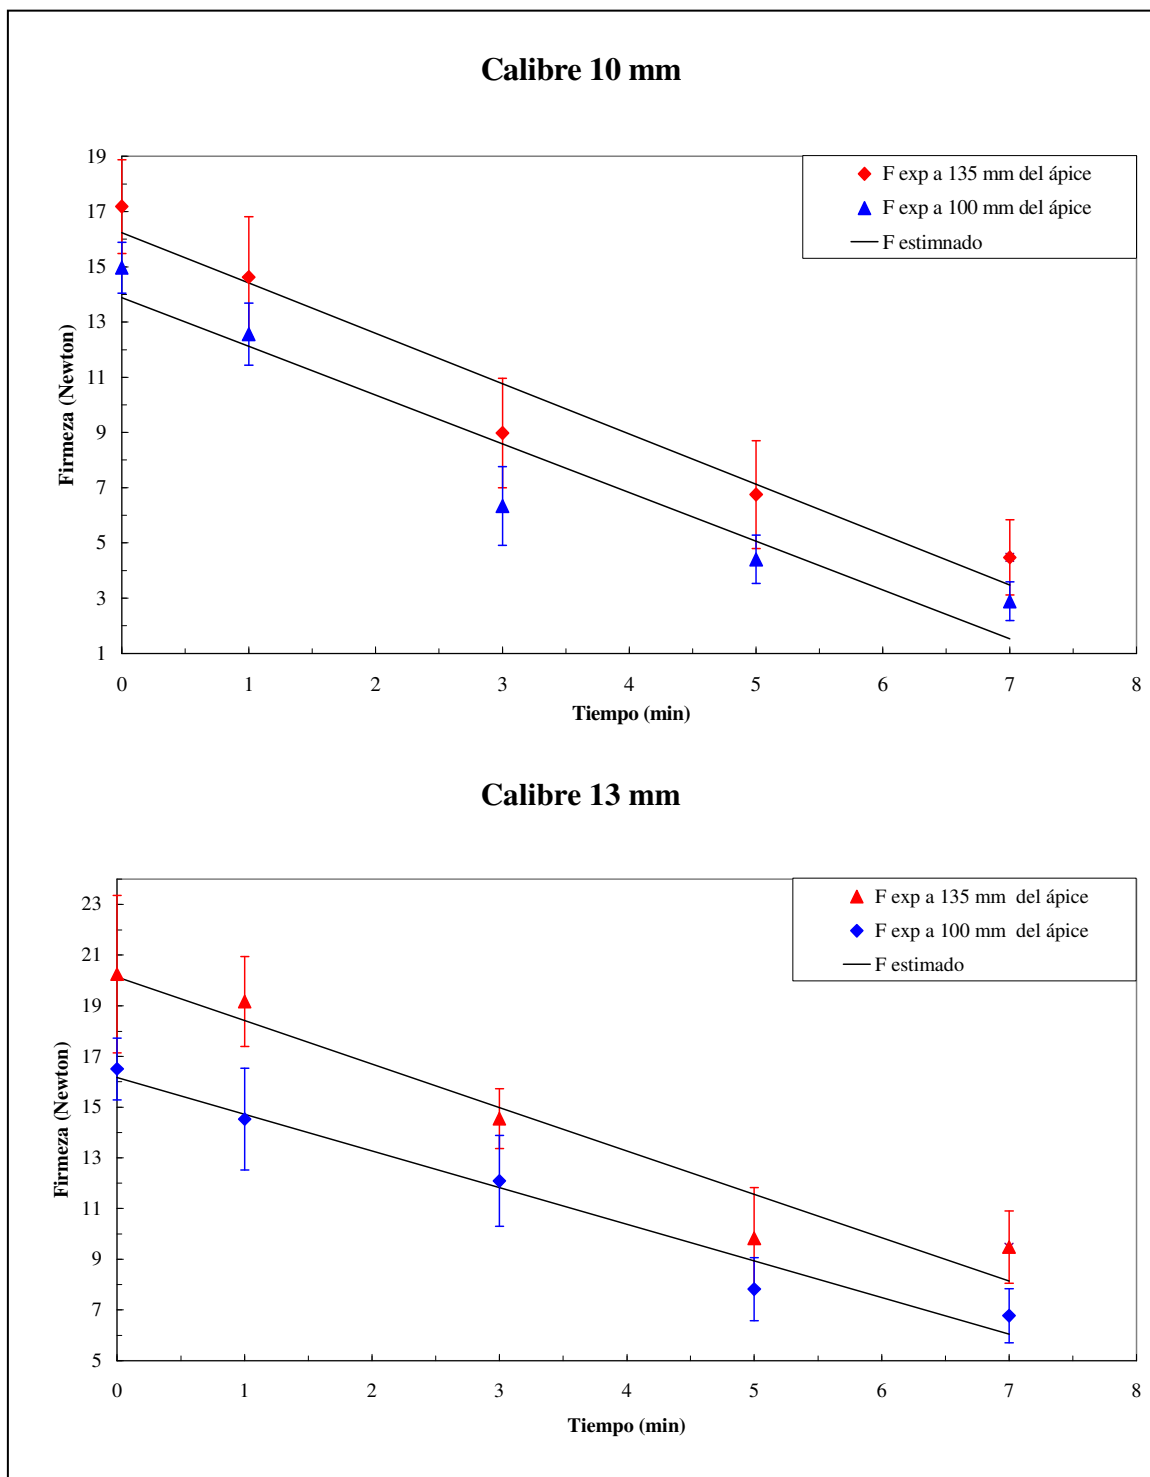 Calibre 10 mm
19
17
15
13
11
9
7
5
3
1
Firmeza (Newton)
F exp a 135 mm del ápice
F exp a 100 mm del ápice
F estimnado
0 1 2 3 4 5 6 7 8
Tiempo (min)
Calibre 13 mm
23
21
19
17
15
13
11
9
7
5
Firmeza (Newton)
F exp a 135 mm  del ápice
F exp a 100 mm  del ápice
F estimado
0 1 2 3 4 5 6 7 8
Tiempo (min)